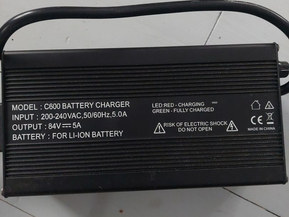 MODEL : C600 BATTERY CHARGER
INPUT : 200-240VAC,50/60Hz,5.0A
OUTPUT : 84V⎓5A
BATTERY : FOR LI-ION BATTERY
LED:RED - CHARGING
GREEN - FULLY CHARGED
RISK OF ELECTRIC SHOCK
DO NOT OPEN
CE
MADE IN CHINA